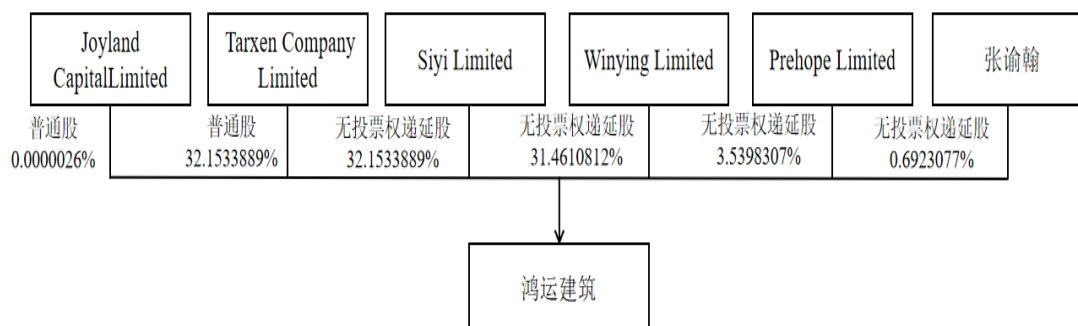 Joyland
CapitalLimited
Tarxen Company
Limited
Siyi Limited
Winying Limited
Prehope Limited
张谕翰
普通股
0.0000026%
普通股
32.1533889%
无投票权递延股
32.1533889%
无投票权递延股
31.4610812%
无投票权递延股
3.5398307%
无投票权递延股
0.6923077%
鸿运建筑